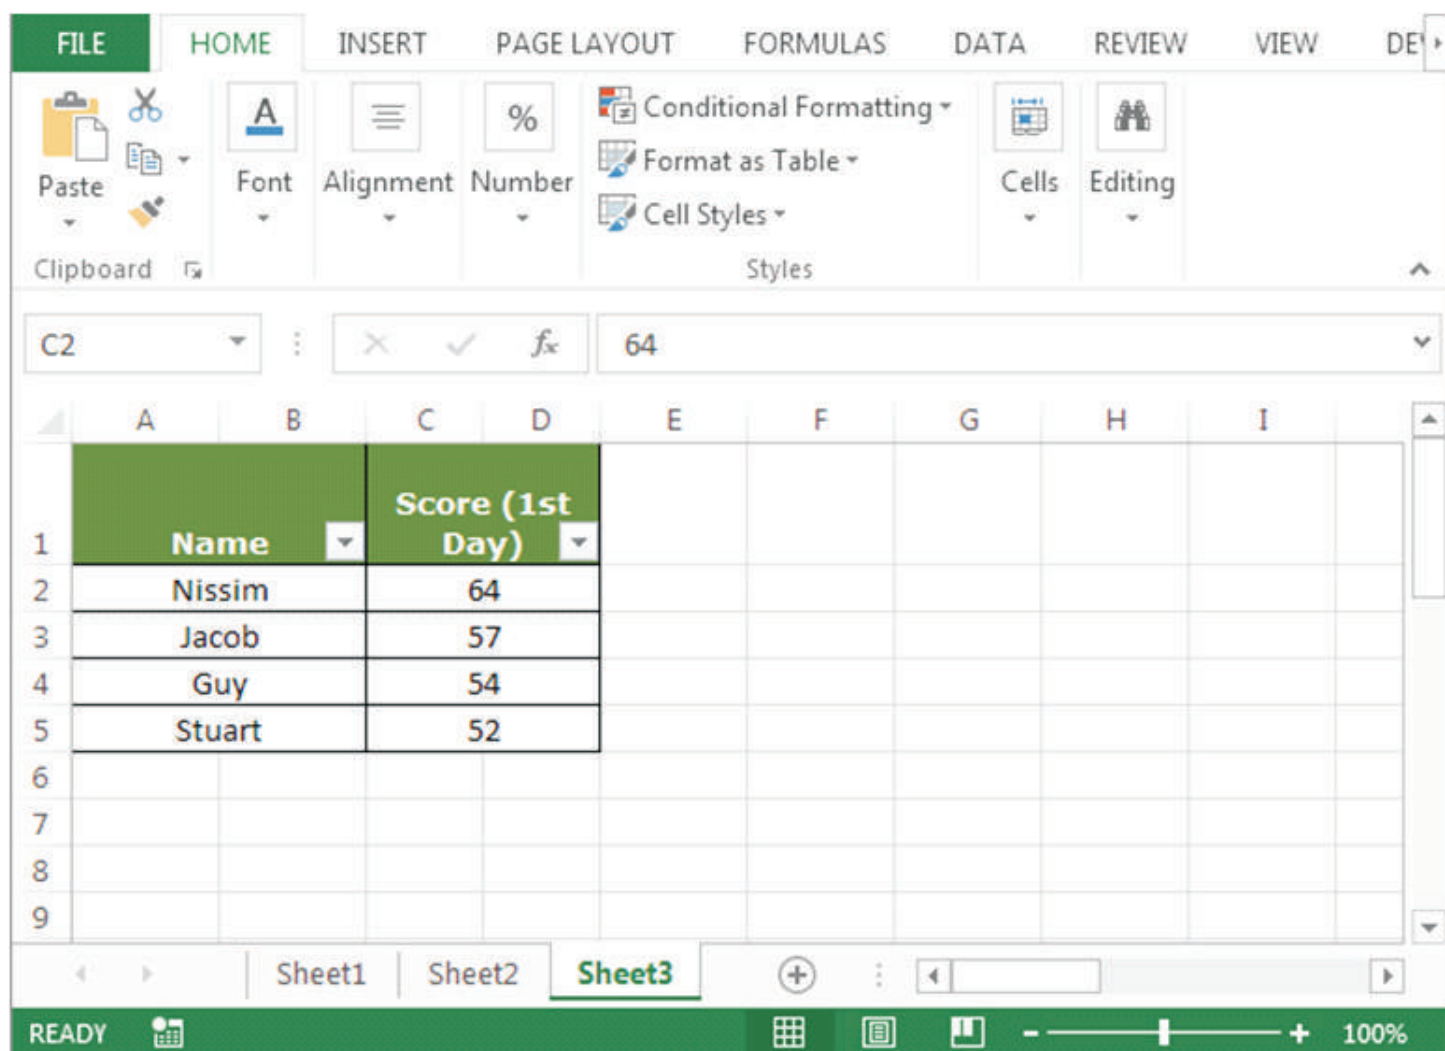 FILE HOME INSERT PAGE LAYOUT FORMULAS DATA REVIEW VIEW
Conditional Formatting
Format as Table
Paste Font Alignment Number Cells Editing
Cell Styles
Clipboard Styles
C2 fx 64
A B C D E F G H I
Score (1st
1 Name Day)
2 Nissim 64
3 Jacob 57
4 Guy 54
5 Stuart 52
6
7
8
9
Sheet1 Sheet2 Sheet3
READY 100%